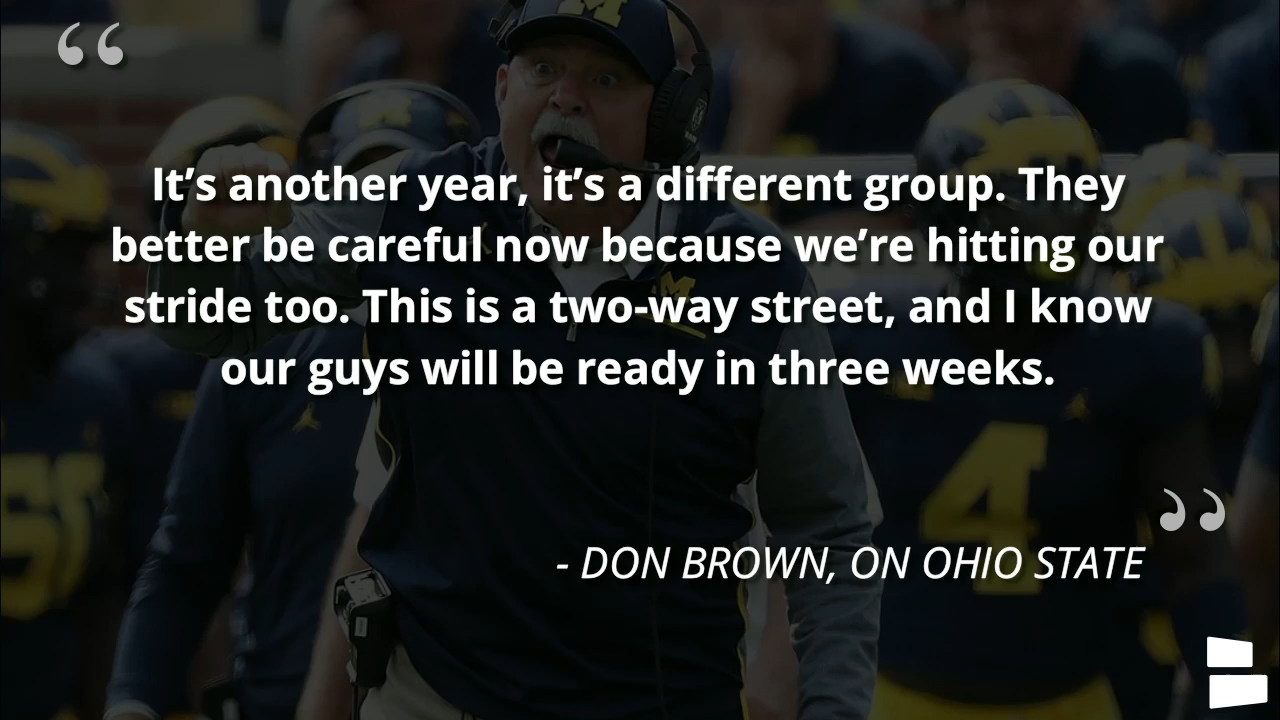 “
It’s another year, it’s a different group. They
better be careful now because we’re hitting our
stride too. This is a two-way street, and I know
our guys will be ready in three weeks.
”
- DON BROWN, ON OHIO STATE
M
M
4